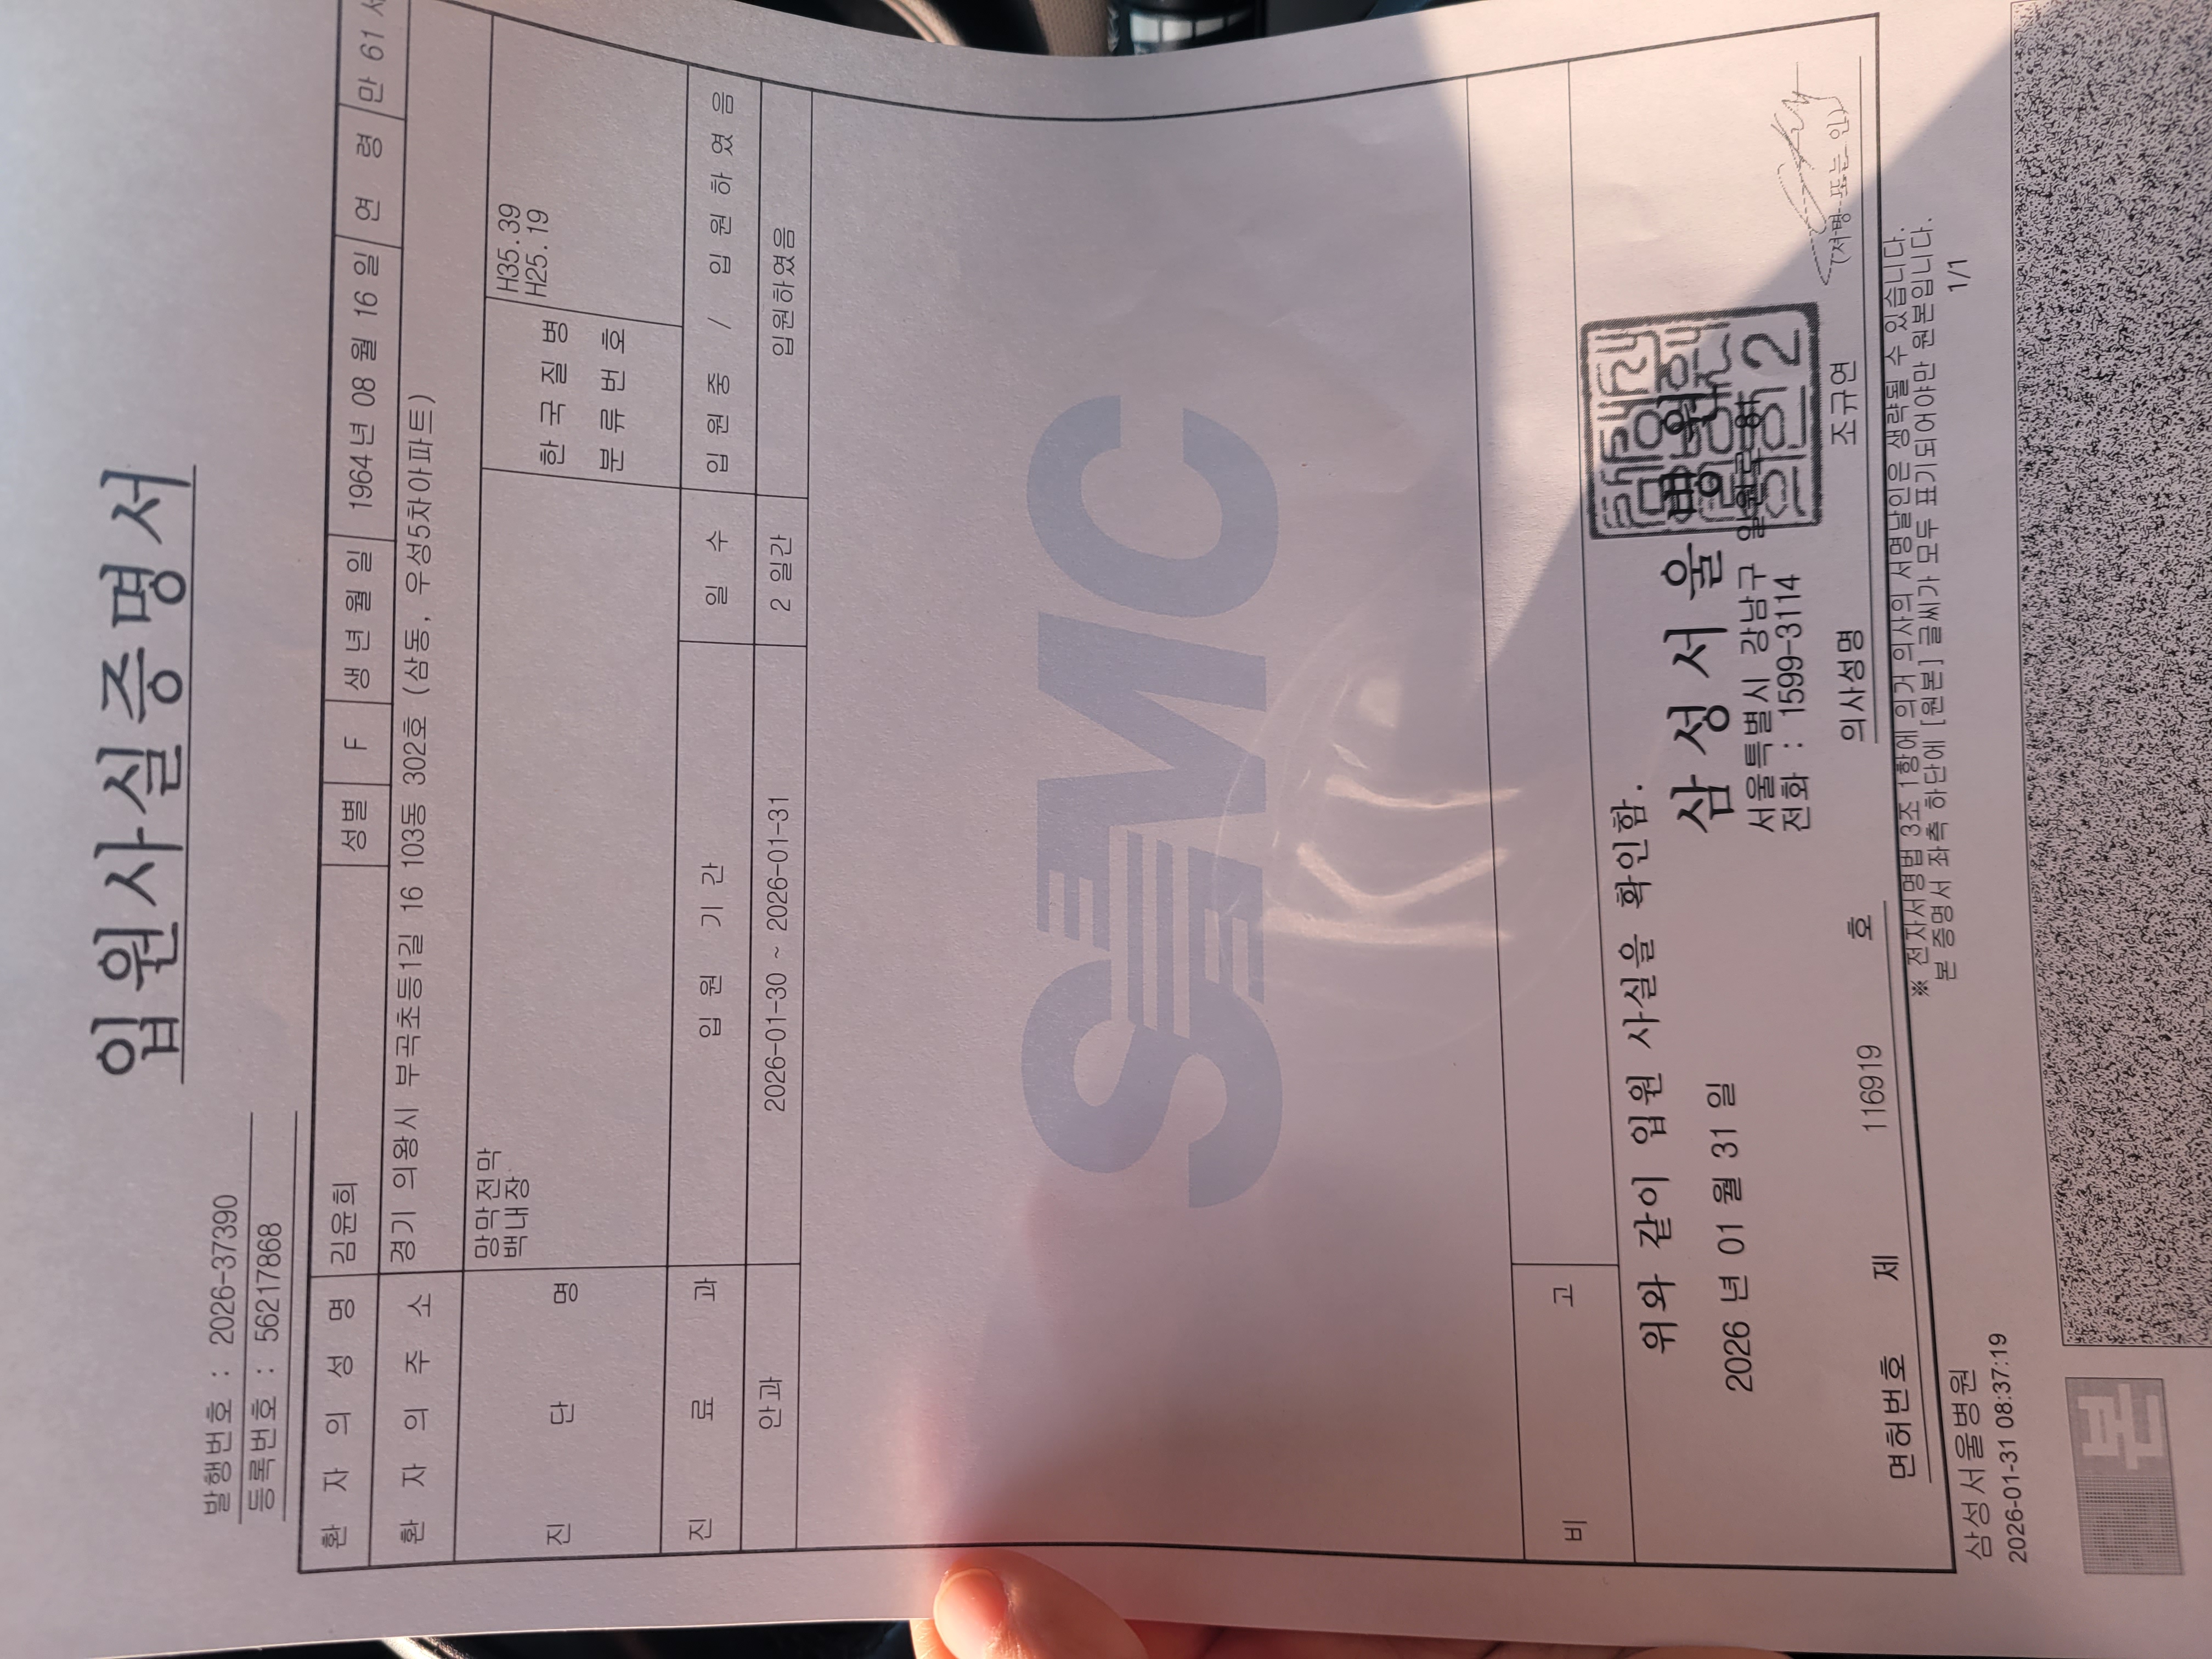 입원사실증명서
발행번호 : 2026-37390
등록번호 : 56217868
환자의성명 김윤희 성별 F 생년월일 1964년 08월 16일 연령 만 61
환자의주소 경기 의왕시 부곡초등1길 16 103동 302호 (삼동, 우성5차아파트)
진단명 망막전막
백내장
한국질병
분류번호
H35.39
H25.19
진료과 입원기간 일수 입원중 / 입원하였음
안과 2026-01-30 ~ 2026-01-31 2 일간 입원하였음
SMC
비고
위와 같이 입원 사실을 확인함.
2026 년 01 월 31 일
삼성서울병원
서울특별시 강남구 일원로 81
전화 : 1599-3114
면허번호 제 116919 호 의사성명 조규연 (서명 또는 인)
※ 전자서명법 3조 1항에 의거 의사의 서명날인은 생략될 수 있습니다.
본 증명서 좌측 하단에 [원본] 글씨가 모두 표기되어야만 원본입니다.
1/1
삼성서울병원
2026-01-31 08:37:19
본